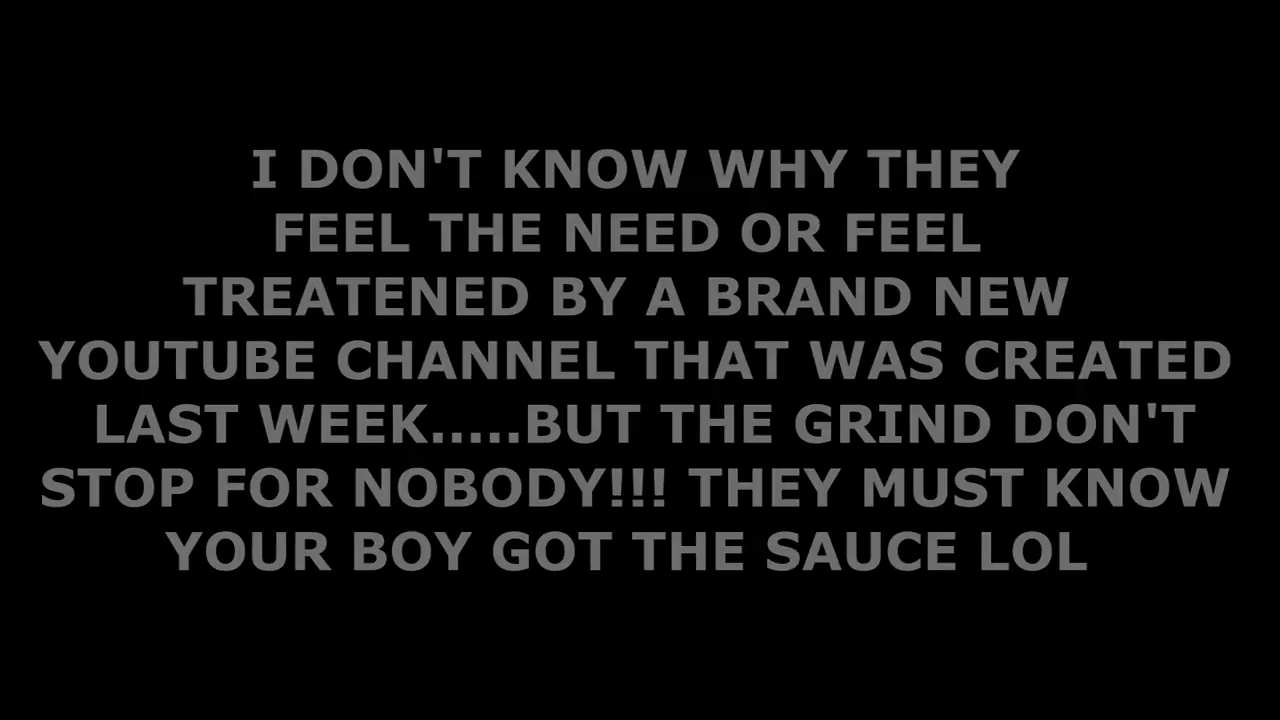 I DON'T KNOW WHY THEY
FEEL THE NEED OR FEEL
TREATENED BY A BRAND NEW
YOUTUBE CHANNEL THAT WAS CREATED
LAST WEEK.....BUT THE GRIND DON'T
STOP FOR NOBODY!!! THEY MUST KNOW
YOUR BOY GOT THE SAUCE LOL